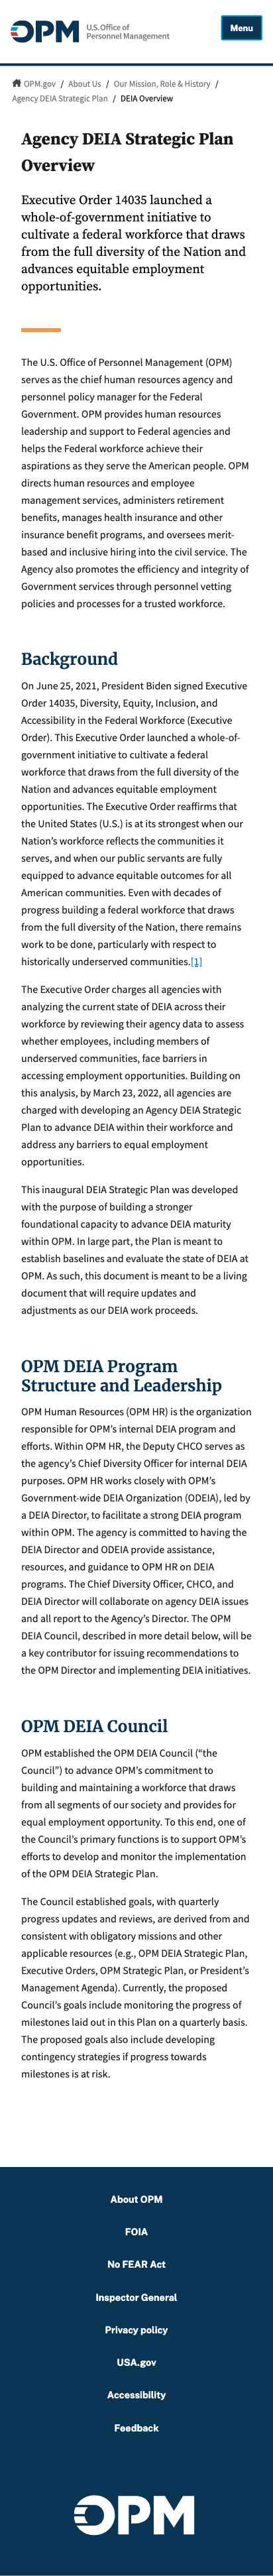 OPM U.S. Office of
Personnel Management
Menu
OPM.gov / About Us / Our Mission, Role & History /
Agency DEIA Strategic Plan / DEIA Overview
Agency DEIA Strategic Plan
Overview
Executive Order 14035 launched a
whole-of-government initiative to
cultivate a federal workforce that draws
from the full diversity of the Nation and
advances equitable employment
opportunities.
The U.S. Office of Personnel Management (OPM)
serves as the chief human resources agency and
personnel policy manager for the Federal
Government. OPM provides human resources
leadership and support to Federal agencies and
helps the Federal workforce achieve their
aspirations as they serve the American people. OPM
directs human resources and employee
management services, administers retirement
benefits, manages health insurance and other
insurance benefit programs, and oversees merit-
based and inclusive hiring into the civil service. The
Agency also promotes the efficiency and integrity of
Government services through personnel vetting
policies and processes for a trusted workforce.
Background
On June 25, 2021, President Biden signed Executive
Order 14035, Diversity, Equity, Inclusion, and
Accessibility in the Federal Workforce (Executive
Order). This Executive Order launched a whole-of-
government initiative to cultivate a federal
workforce that draws from the full diversity of the
Nation and advances equitable employment
opportunities. The Executive Order reaffirms that
the United States (U.S.) is at its strongest when our
Nation's workforce reflects the communities it
serves, and when our public servants are fully
equipped to advance equitable outcomes for all
American communities. Even with decades of
progress building a federal workforce that draws
from the full diversity of the Nation, there remains
work to be done, particularly with respect to
historically underserved communities.[1]
The Executive Order charges all agencies with
analyzing the current state of DEIA across their
workforce by reviewing their agency data to assess
whether employees, including members of
underserved communities, face barriers in
accessing employment opportunities. Building on
this analysis, by March 23, 2022, all agencies are
charged with developing an Agency DEIA Strategic
Plan to advance DEIA within their workforce and
address any barriers to equal employment
opportunities.
This inaugural DEIA Strategic Plan was developed
with the purpose of building a stronger
foundational capacity to advance DEIA maturity
within OPM. In large part, the Plan is meant to
establish baselines and evaluate the state of DEIA at
OPM. As such, this document is meant to be a living
document that will require updates and
adjustments as our DEIA work proceeds.
OPM DEIA Program
Structure and Leadership
OPM Human Resources (OPM HR) is the organization
responsible for OPM's internal DEIA program and
efforts. Within OPM HR, the Deputy CHCO serves as
the agency's Chief Diversity Officer for internal DEIA
purposes. OPM HR works closely with OPM's
Government-wide DEIA Organization (ODEIA), led by
a DEIA Director, to facilitate a strong DEIA program
within OPM. The agency is committed to having the
DEIA Director and ODEIA provide assistance,
resources, and guidance to OPM HR on DEIA
programs. The Chief Diversity Officer, CHCO, and
DEIA Director will collaborate on agency DEIA issues
and all report to the Agency's Director. The OPM
DEIA Council, described in more detail below, will be
a key contributor for issuing recommendations to
the OPM Director and implementing DEIA initiatives.
OPM DEIA Council
OPM established the OPM DEIA Council ("the
Council") to advance OPM's commitment to
building and maintaining a workforce that draws
from all segments of our society and provides for
equal employment opportunity. To this end, one of
the Council's primary functions is to support OPM's
efforts to develop and monitor the implementation
of the OPM DEIA Strategic Plan.
The Council established goals, with quarterly
progress updates and reviews, are derived from and
consistent with obligatory missions and other
applicable resources (e.g., OPM DEIA Strategic Plan,
Executive Orders, OPM Strategic Plan, or President's
Management Agenda). Currently, the proposed
Council's goals include monitoring the progress of
milestones laid out in this Plan on a quarterly basis.
The proposed goals also include developing
contingency strategies if progress towards
milestones is at risk.
About OPM
FOIA
No FEAR Act
Inspector General
Privacy policy
USA.gov
Accessibility
Feedback
OPM